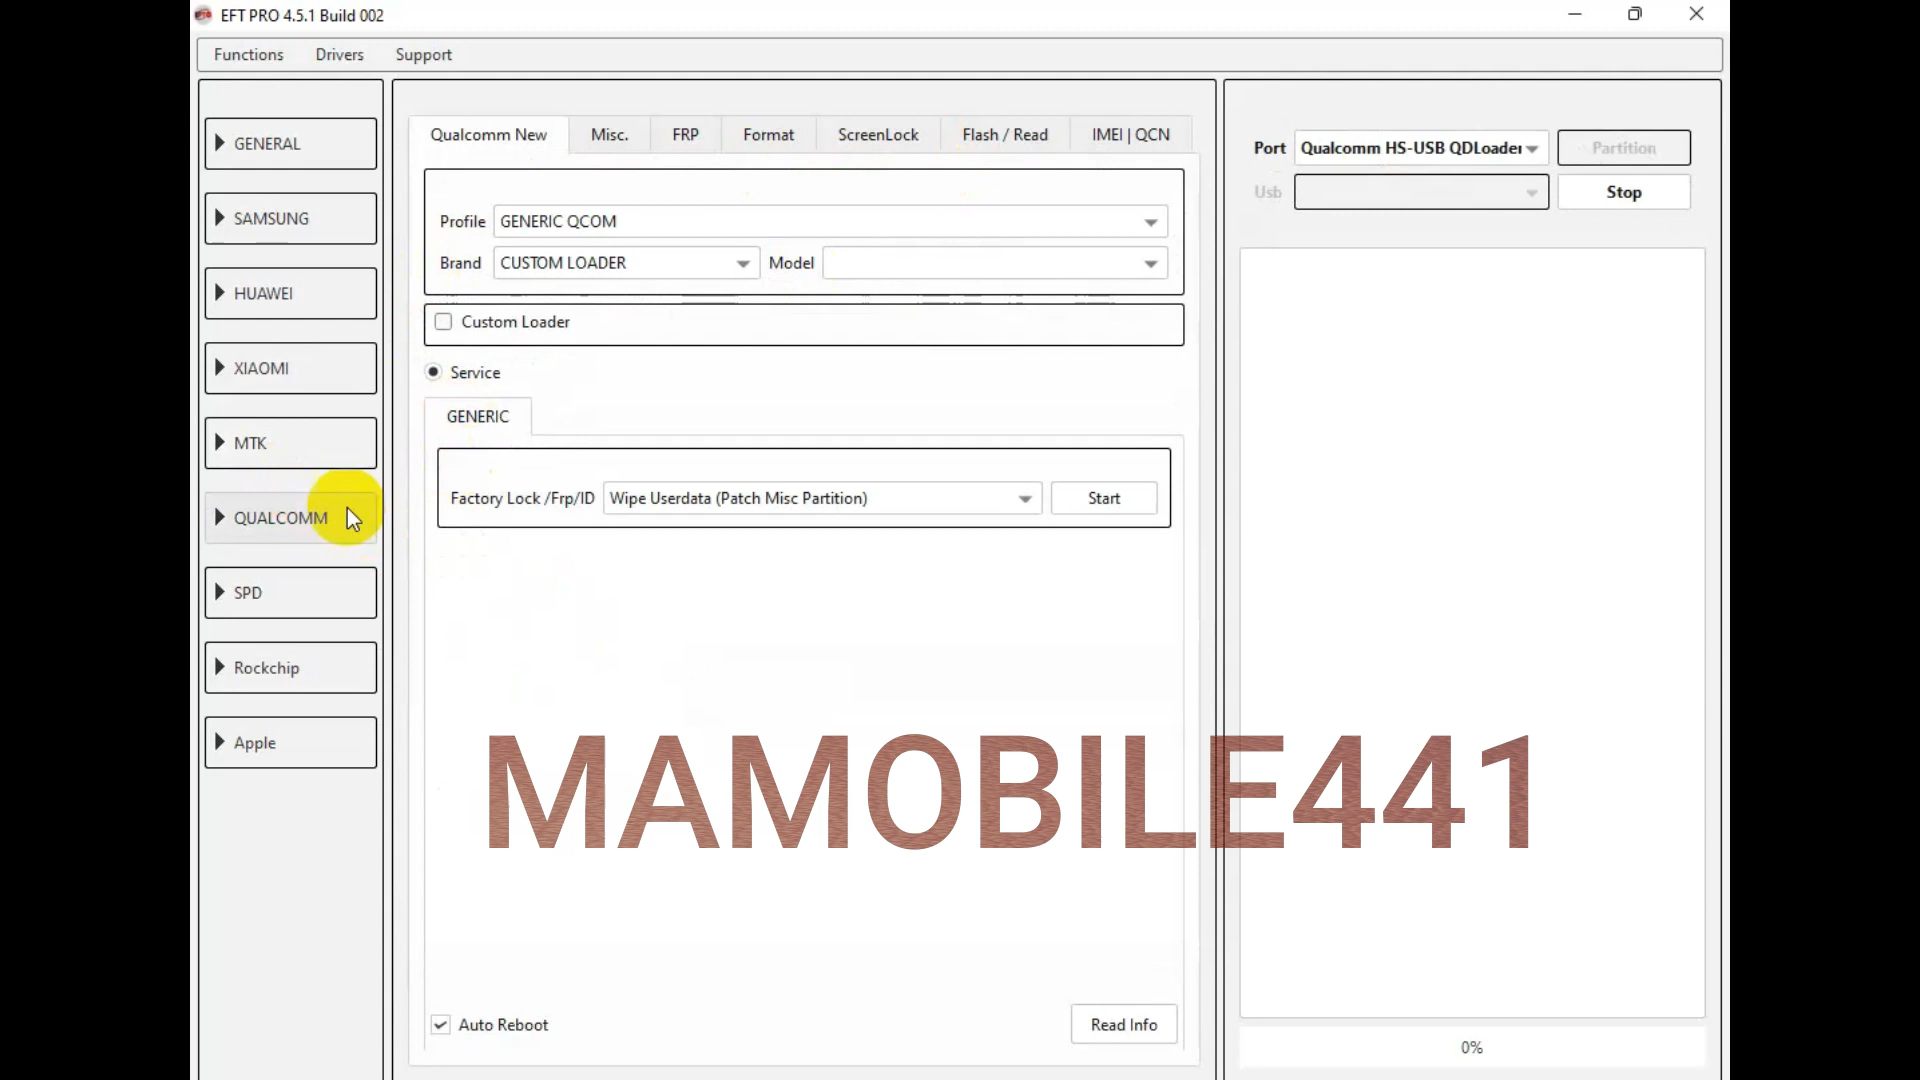 EFT PRO 4.5.1 Build 002
Functions Drivers Support
GENERAL
SAMSUNG
HUAWEI
XIAOMI
MTK
QUALCOMM
SPD
Rockchip
Apple
Qualcomm New Misc. FRP Format ScreenLock Flash / Read IMEI | QCN
Profile GENERIC QCOM
Brand CUSTOM LOADER Model
Custom Loader
Service
GENERIC
Factory Lock /Frp/ID Wipe Userdata (Patch Misc Partition) Start
Auto Reboot Read Info
Port Qualcomm HS-USB QDLoader Partition
Usb Stop
0%
MAMOBILE441